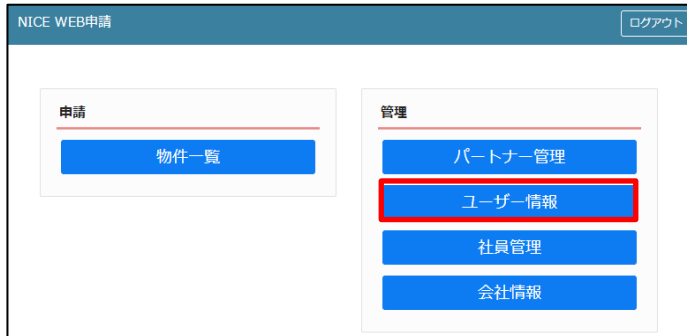 NICE WEB申請
ログアウト
申請
物件一覧
管理
パートナー管理
ユーザー情報
社員管理
会社情報